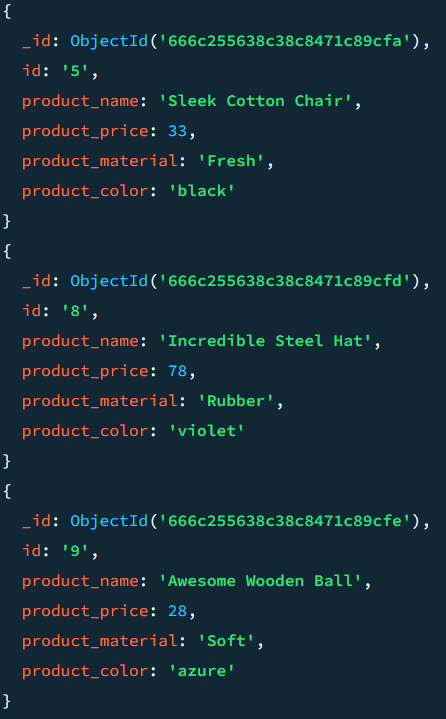 {
  _id: ObjectId('666c255638c38c8471c89cfa'),
  id: '5',
  product_name: 'Sleek Cotton Chair',
  product_price: 33,
  product_material: 'Fresh',
  product_color: 'black'
}
{
  _id: ObjectId('666c255638c38c8471c89cfd'),
  id: '8',
  product_name: 'Incredible Steel Hat',
  product_price: 78,
  product_material: 'Rubber',
  product_color: 'violet'
}
{
  _id: ObjectId('666c255638c38c8471c89cfe'),
  id: '9',
  product_name: 'Awesome Wooden Ball',
  product_price: 28,
  product_material: 'Soft',
  product_color: 'azure'
}